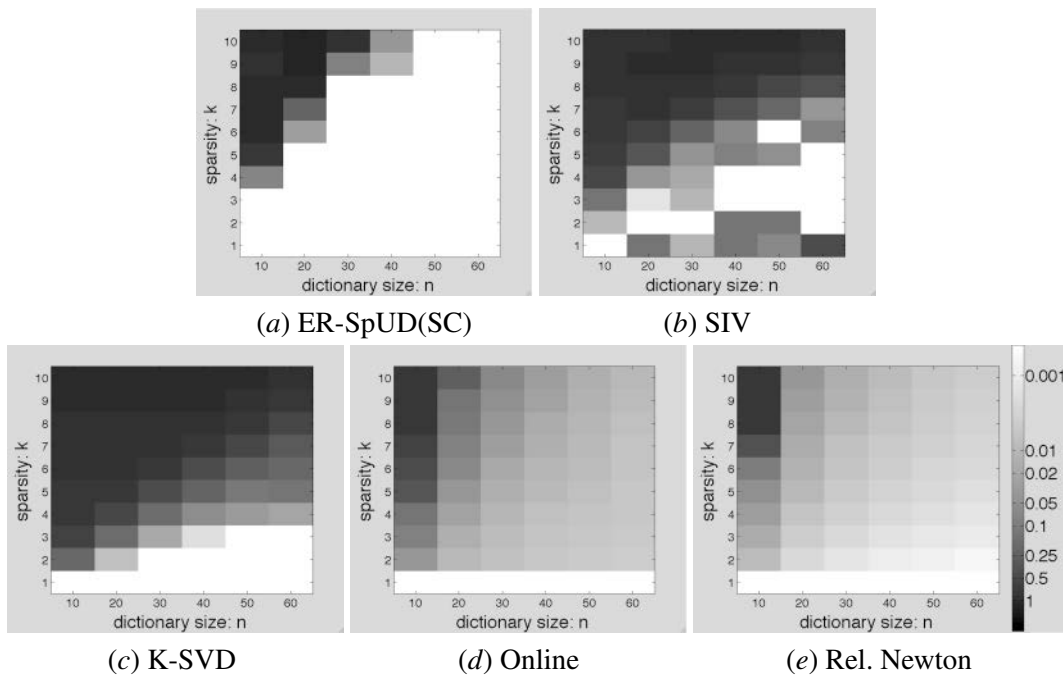 sparsity: k
10
9
8
7
6
5
4
3
2
1
10 20 30 40 50 60
dictionary size: n
(a) ER-SpUD(SC)
sparsity: k
10
9
8
7
6
5
4
3
2
1
10 20 30 40 50 60
dictionary size: n
(b) SIV
sparsity: k
10
9
8
7
6
5
4
3
2
1
10 20 30 40 50 60
dictionary size: n
(c) K-SVD
sparsity: k
10
9
8
7
6
5
4
3
2
1
10 20 30 40 50 60
dictionary size: n
(d) Online
sparsity: k
10
9
8
7
6
5
4
3
2
1
10 20 30 40 50 60
dictionary size: n
0.001
0.01
0.02
0.05
0.1
0.25
0.5
1
(e) Rel. Newton